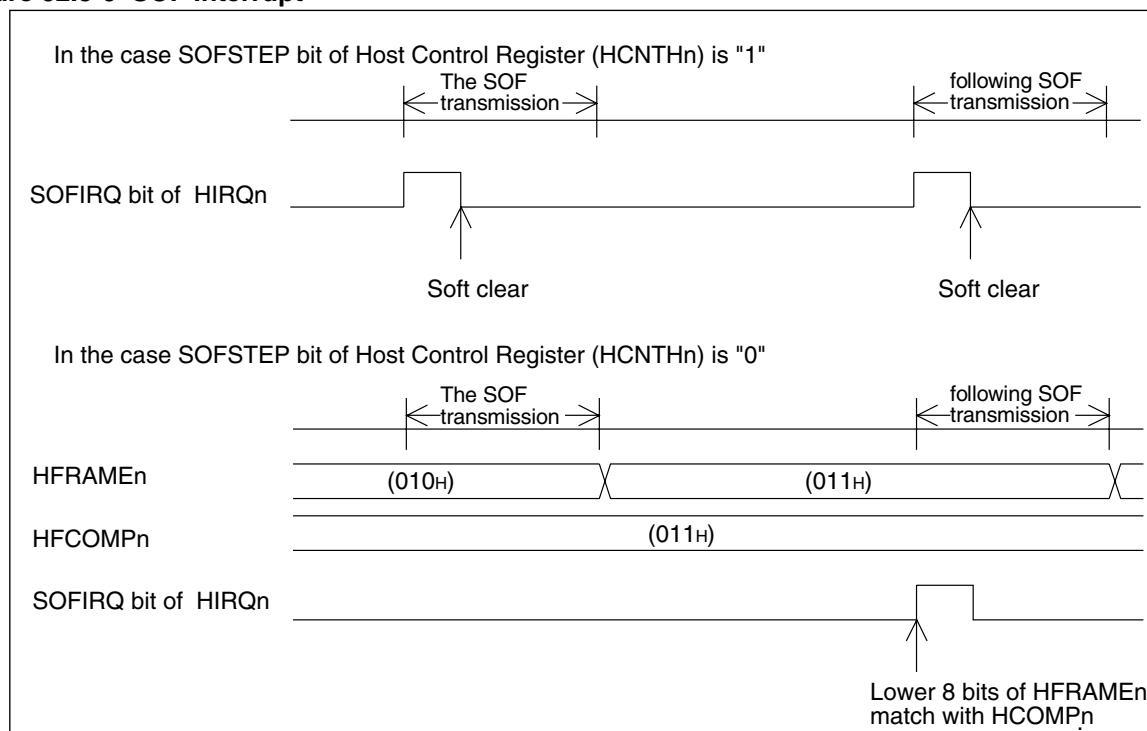 In the case SOFSTEP bit of Host Control Register (HCNTHn) is "1"
The SOF
transmission
following SOF
transmission
SOFIRQ bit of HIRQn
Soft clear
Soft clear
In the case SOFSTEP bit of Host Control Register (HCNTHn) is "0"
The SOF
transmission
following SOF
transmission
HFRAMEn
(010H)
(011H)
HFCOMPn
(011H)
SOFIRQ bit of HIRQn
Lower 8 bits of HFRAMEn
match with HCOMPn